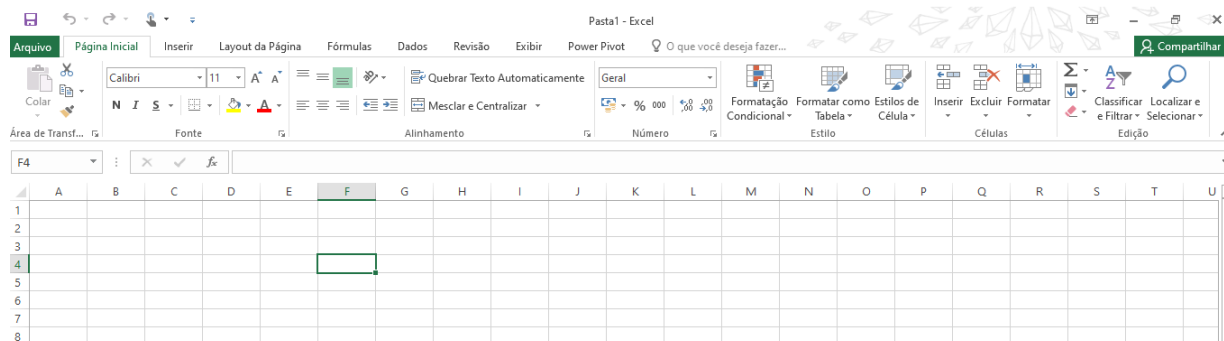 Pasta1 - Excel
Arquivo Página Inicial Inserir Layout da Página Fórmulas Dados Revisão Exibir Power Pivot O que você deseja fazer... Compartilhar
Calibri 11 A A Quebrar Texto Automaticamente Geral
Colar N I S A Mesclar e Centralizar % 000 ,00 ,0 ,00 Formatação Condicional Formatar como Tabela Estilos de Célula Inserir Excluir Formatar Classificar e Filtrar Localizar e Selecionar
Área de Transf... Fonte Alinhamento Número Estilo Células Edição
F4 fx
A B C D E F G H I J K L M N O P Q R S T U
1
2
3
4
5
6
7
8